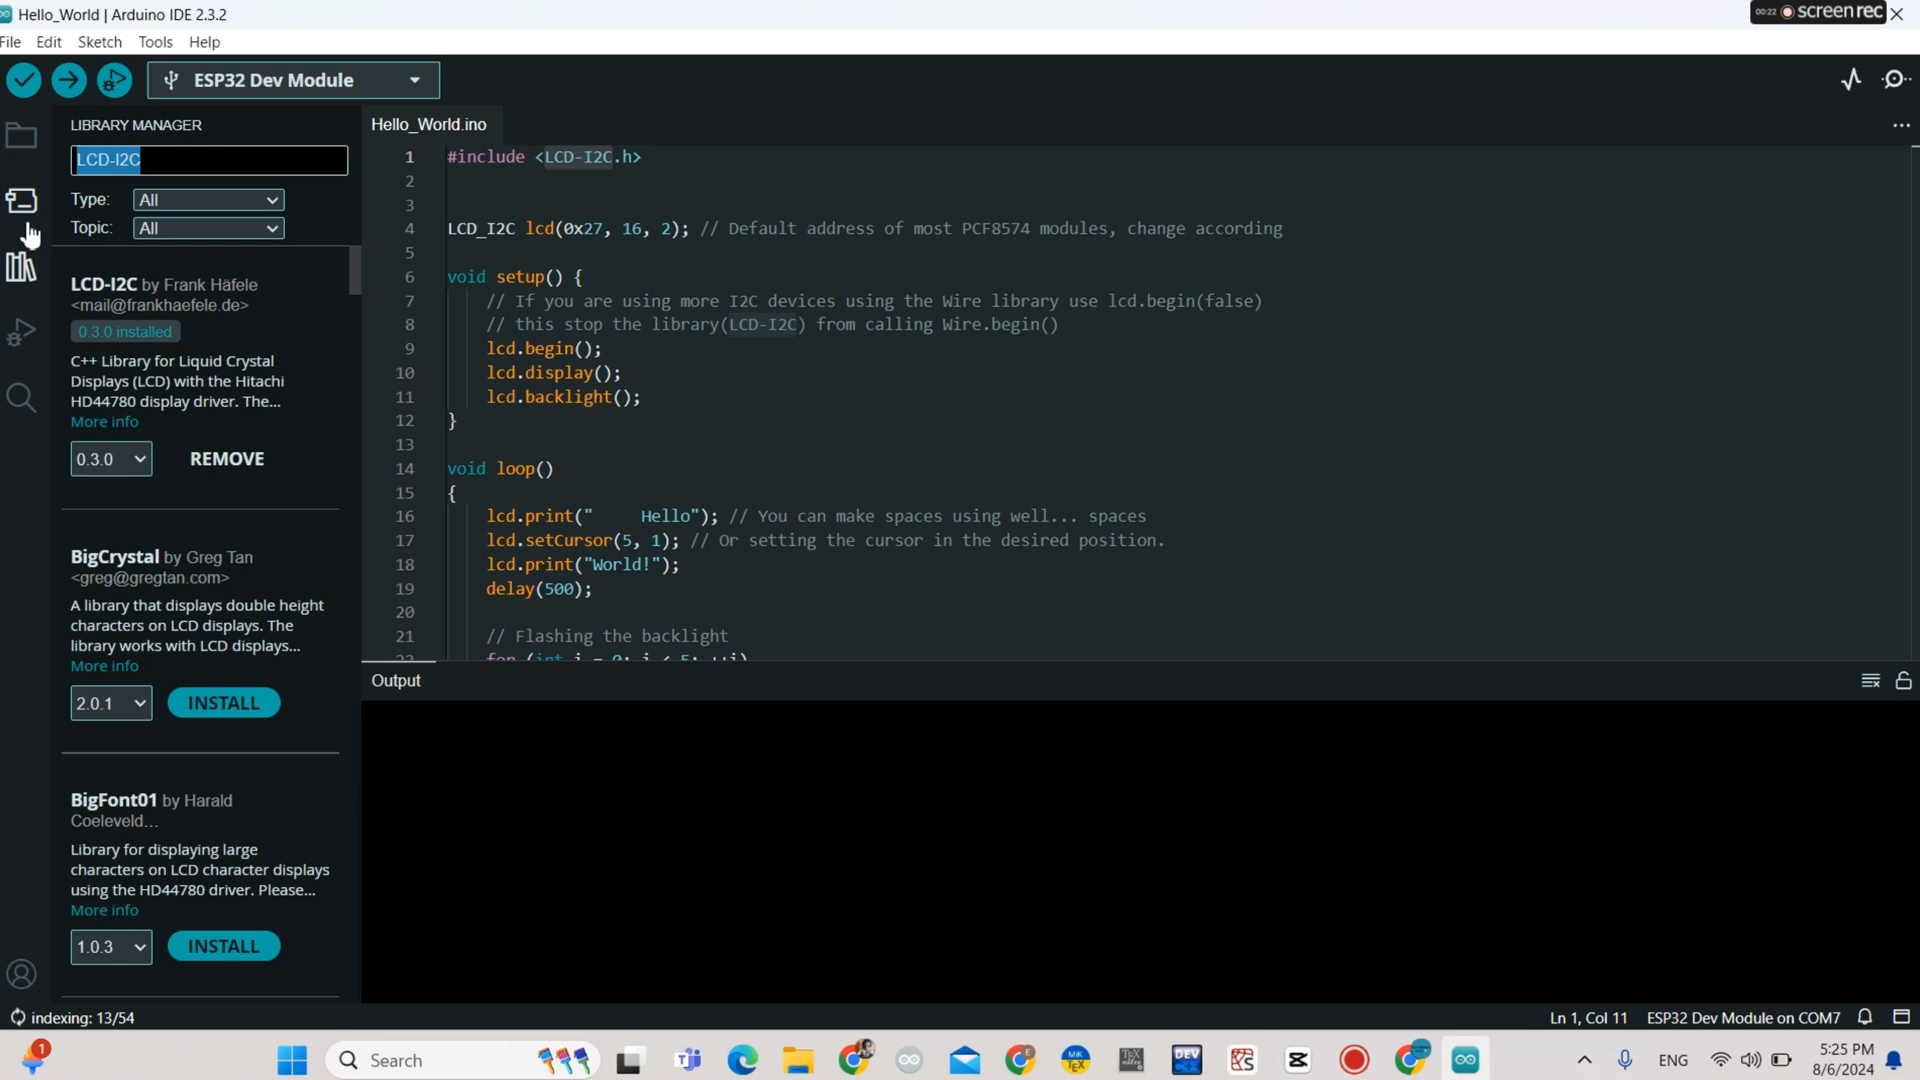 Hello_World | Arduino IDE 2.3.2
00:22 screen rec
File Edit Sketch Tools Help
ESP32 Dev Module
LIBRARY MANAGER
LCD-I2C
Type: All
Topic: All
LCD-I2C by Frank Häfele
<mail@frankhaefele.de>
0.3.0 installed
C++ Library for Liquid Crystal
Displays (LCD) with the Hitachi
HD44780 display driver. The...
More info
0.3.0 REMOVE
BigCrystal by Greg Tan
<greg@gregtan.com>
A library that displays double height
characters on LCD displays. The
library works with LCD displays...
More info
2.0.1 INSTALL
BigFont01 by Harald
Coeleveld...
Library for displaying large
characters on LCD character displays
using the HD44780 driver. Please...
More info
1.0.3 INSTALL
Hello_World.ino
1 #include <LCD-I2C.h>
2
3
4 LCD_I2C lcd(0x27, 16, 2); // Default address of most PCF8574 modules, change according
5
6 void setup() {
7 // If you are using more I2C devices using the Wire library use lcd.begin(false)
8 // this stop the library(LCD-I2C) from calling Wire.begin()
9 lcd.begin();
10 lcd.display();
11 lcd.backlight();
12 }
13
14 void loop()
15 {
16 lcd.print("     Hello"); // You can make spaces using well... spaces
17 lcd.setCursor(5, 1); // Or setting the cursor in the desired position.
18 lcd.print("World!");
19 delay(500);
20
21 // Flashing the backlight
22 for (int i = 0; i < 5; ++i)
Output
indexing: 13/54
Ln 1, Col 11 ESP32 Dev Module on COM7
1
Search
MiK TEX
TEX
DEV C++
ENG
5:25 PM
8/6/2024